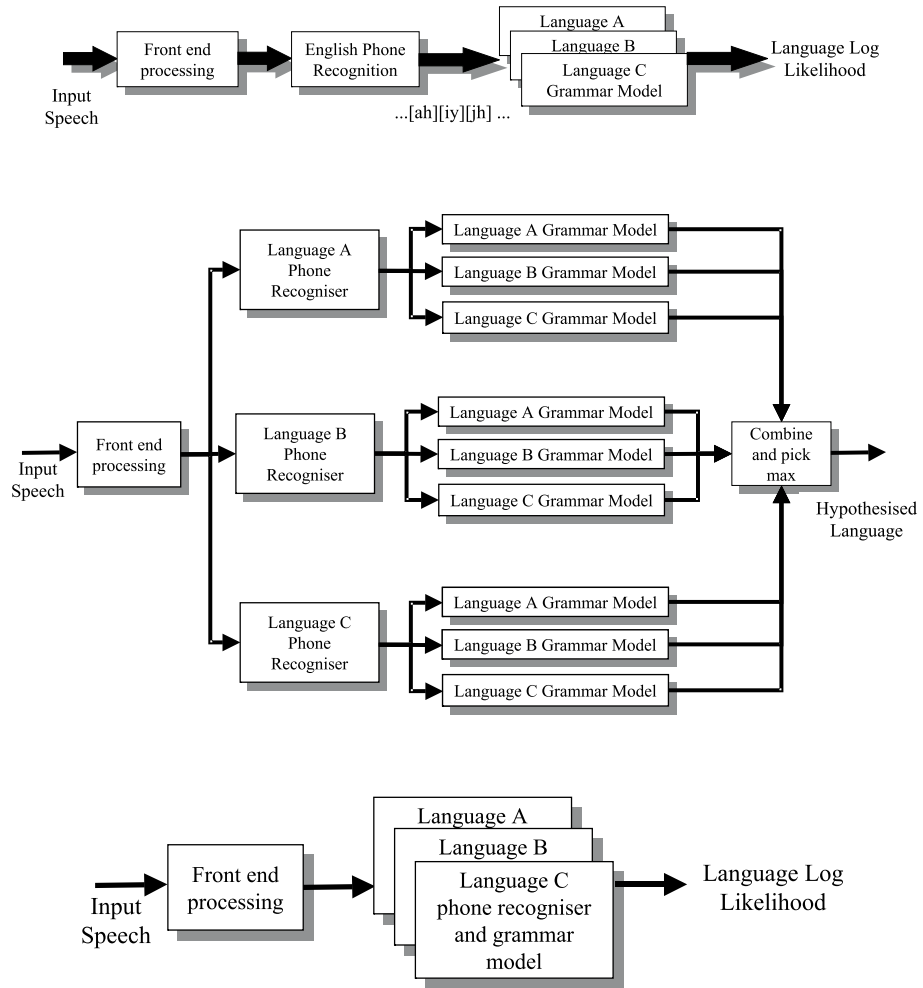 Front end
processing
English Phone
Recognition
Language A
Language B
Language C
Grammar Model
Language Log
Likelihood
Input
Speech
...[ah][iy][jh] ...
Language A
Phone
Recogniser
Language A Grammar Model
Language B Grammar Model
Language C Grammar Model
Input
Speech
Front end
processing
Language B
Phone
Recogniser
Language A Grammar Model
Language B Grammar Model
Language C Grammar Model
Combine
and pick
max
Hypothesised
Language
Language C
Phone
Recogniser
Language A Grammar Model
Language B Grammar Model
Language C Grammar Model
Input
Speech
Front end
processing
Language A
Language B
Language C
phone recogniser
and grammar
model
Language Log
Likelihood